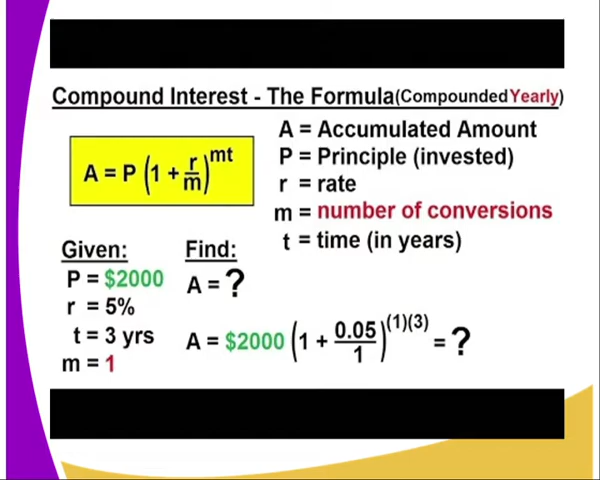 Compound Interest - The Formula(Compounded Yearly)
A = P (1 + r/m)^mt
A = Accumulated Amount
P = Principle (invested)
r = rate
m = number of conversions
t = time (in years)
Given:
P = $2000
r = 5%
t = 3 yrs
m = 1
Find:
A = ?
A = $2000 (1 + 0.05/1)^(1)(3) = ?